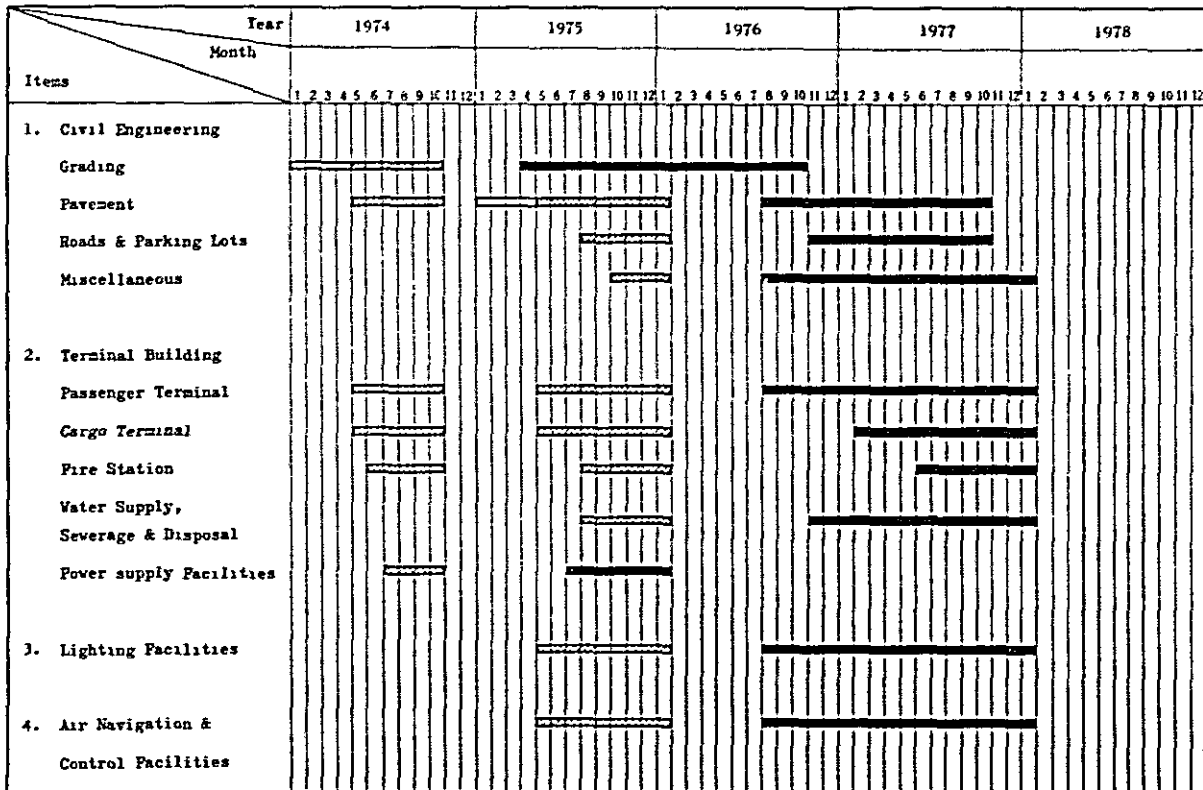 Year 1974 1975 1976 1977 1978
Month
Items
1 2 3 4 5 6 7 8 9 10 11 12 1 2 3 4 5 6 7 8 9 10 11 12 1 2 3 4 5 6 7 8 9 10 11 12 1 2 3 4 5 6 7 8 9 10 11 12 1 2 3 4 5 6 7 8 9 10 11 12
1. Civil Engineering
Grading
Pavement
Roads & Parking Lots
Miscellaneous
2. Terminal Building
Passenger Terminal
Cargo Terminal
Fire Station
Water Supply,
Sewerage & Disposal
Power supply Facilities
3. Lighting Facilities
4. Air Navigation &
Control Facilities